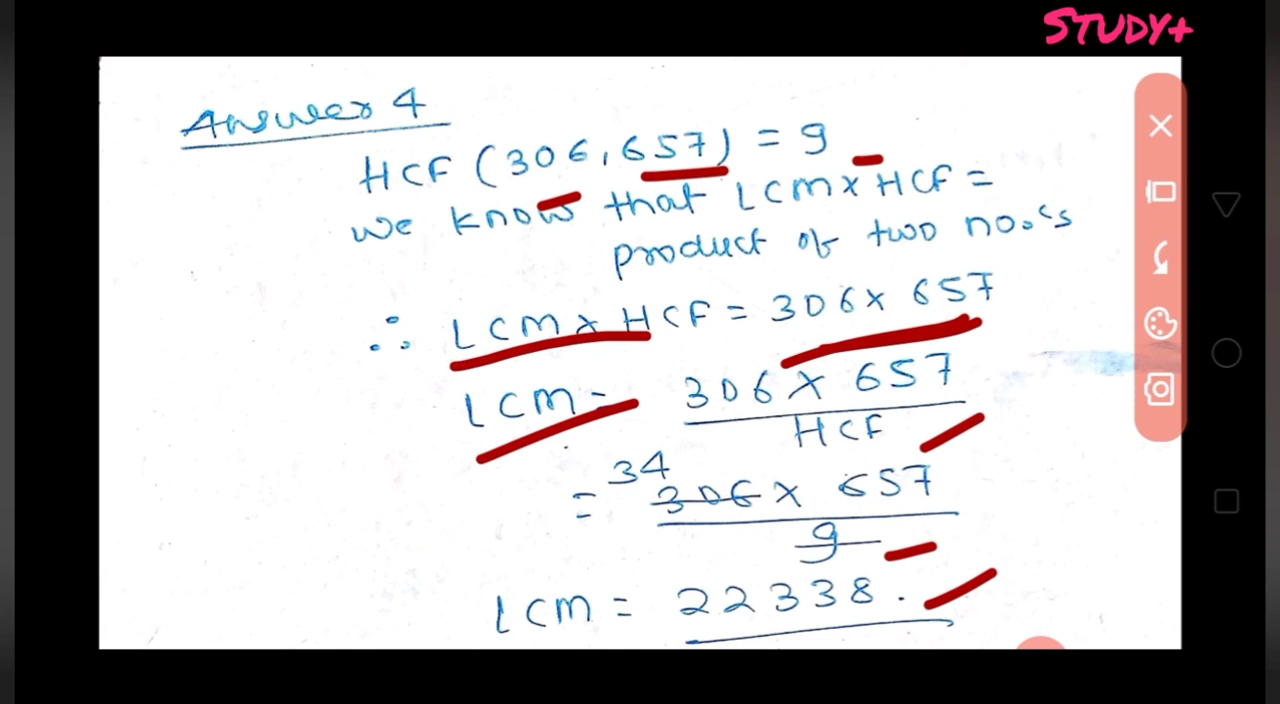 STUDY+
Answer 4
HCF (306, 657) = 9
we know that LCM × HCF =
product of two no.'s
∴ LCM × HCF = 306 × 657
LCM = 306 × 657
HCF
= 34
306 × 657
9
LCM = 22338.